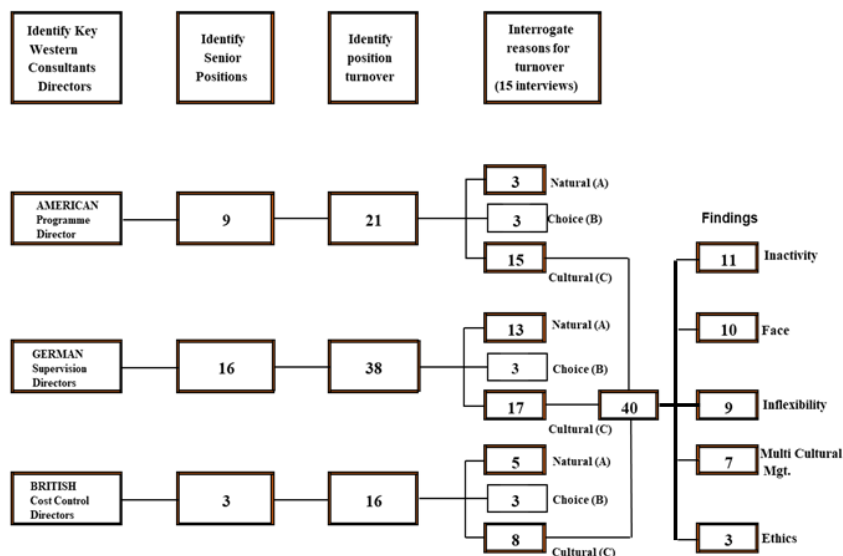 Identify Key
Western
Consultants
Directors
Identify
Senior
Positions
Identify
position
turnover
Interrogate
reasons for
turnover
(15 interviews)
AMERICAN
Programme
Director
9
21
3
Natural (A)
3
Choice (B)
15
Cultural (C)
GERMAN
Supervision
Directors
16
38
13
Natural (A)
3
Choice (B)
17
Cultural (C)
BRITISH
Cost Control
Directors
3
16
5
Natural (A)
3
Choice (B)
8
Cultural (C)
40
Findings
11
Inactivity
10
Face
9
Inflexibility
7
Multi Cultural
Mgt.
3
Ethics